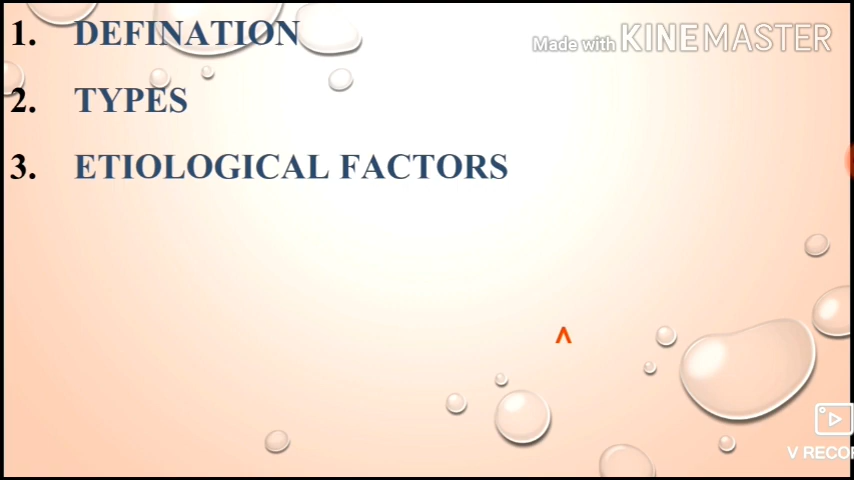 1. DEFINATION
Made with KINEMASTER
2. TYPES
3. ETIOLOGICAL FACTORS
^
V RECOR